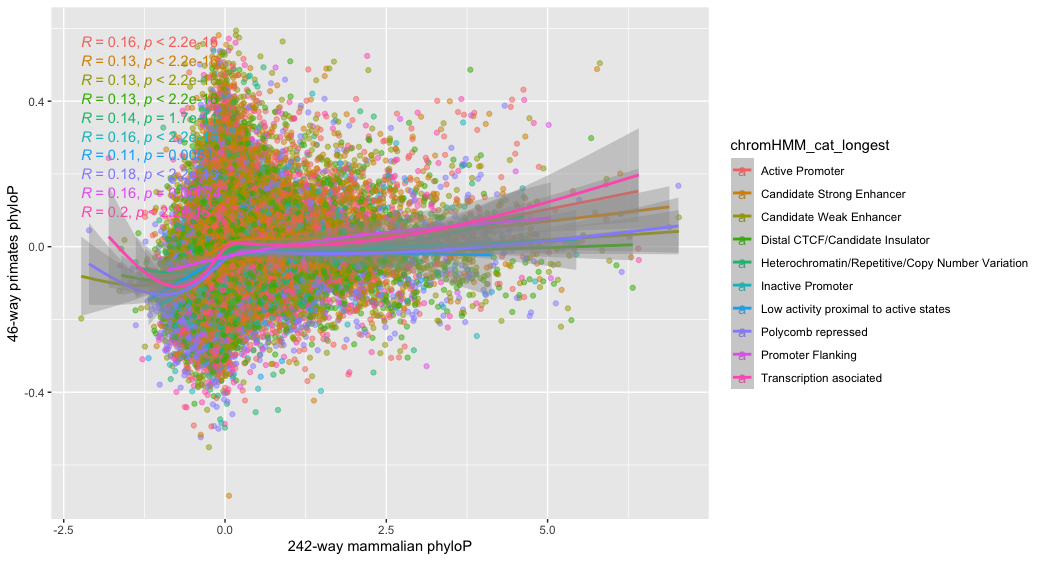 R = 0.16, p < 2.2e-16
R = 0.13, p < 2.2e-16
R = 0.13, p < 2.2e-16
R = 0.13, p < 2.2e-16
R = 0.14, p = 1.7e-
R = 0.16, p < 2.2e-
R = 0.11, p = 0.00
R = 0.18, p < 2.2e-
R = 0.16, p =
R = 0.2, p <
0.4
0.0
-0.4
46-way primates phyloP
-2.5 0.0 2.5 5.0
242-way mammalian phyloP
chromHMM_cat_longest
a Active Promoter
a Candidate Strong Enhancer
a Candidate Weak Enhancer
a Distal CTCF/Candidate Insulator
a Heterochromatin/Repetitive/Copy Number Variation
a Inactive Promoter
a Low activity proximal to active states
a Polycomb repressed
a Promoter Flanking
a Transcription asociated